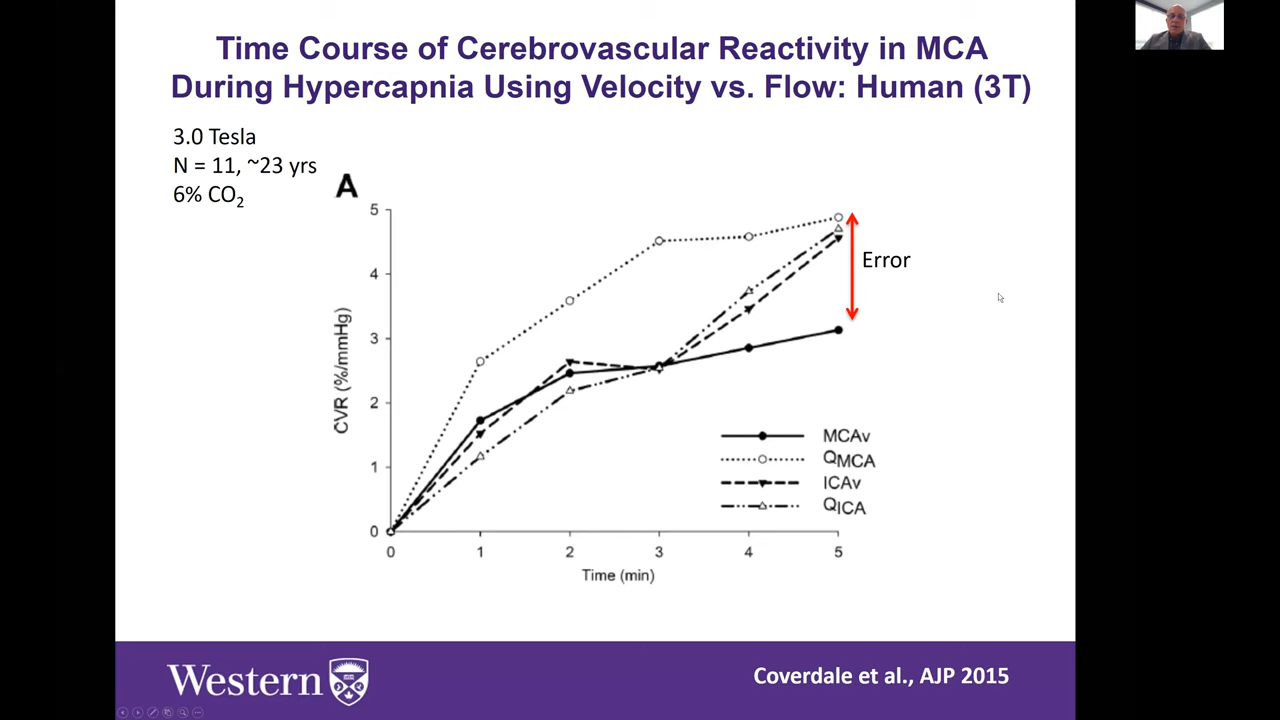 Time Course of Cerebrovascular Reactivity in MCA
During Hypercapnia Using Velocity vs. Flow: Human (3T)
3.0 Tesla
N = 11, ~23 yrs
6% CO₂
A
5
4
3
2
1
0
CVR (%/mmHg)
0 1 2 3 4 5
Time (min)
Error
MCAv
QMCA
ICAv
QICA
Western
Coverdale et al., AJP 2015